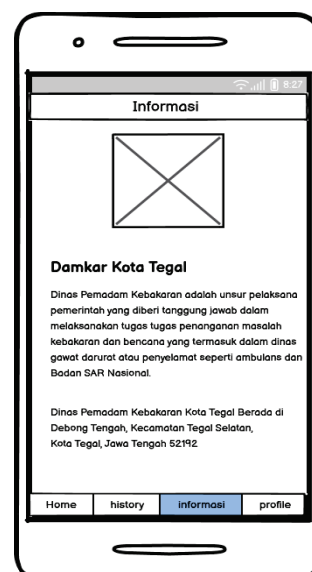 8:27
Informasi
Damkar Kota Tegal
Dinas Pemadam Kebakaran adalah unsur pelaksana
pemerintah yang diberi tanggung jawab dalam
melaksanakan tugas tugas penanganan masalah
kebakaran dan bencana yang termasuk dalam dinas
gawat darurat atau penyelamat seperti ambulans dan
Badan SAR Nasional.
Dinas Pemadam Kebakaran Kota Tegal Berada di
Debong Tengah, Kecamatan Tegal Selatan,
Kota Tegal, Jawa Tengah 52192
Home history informasi profile